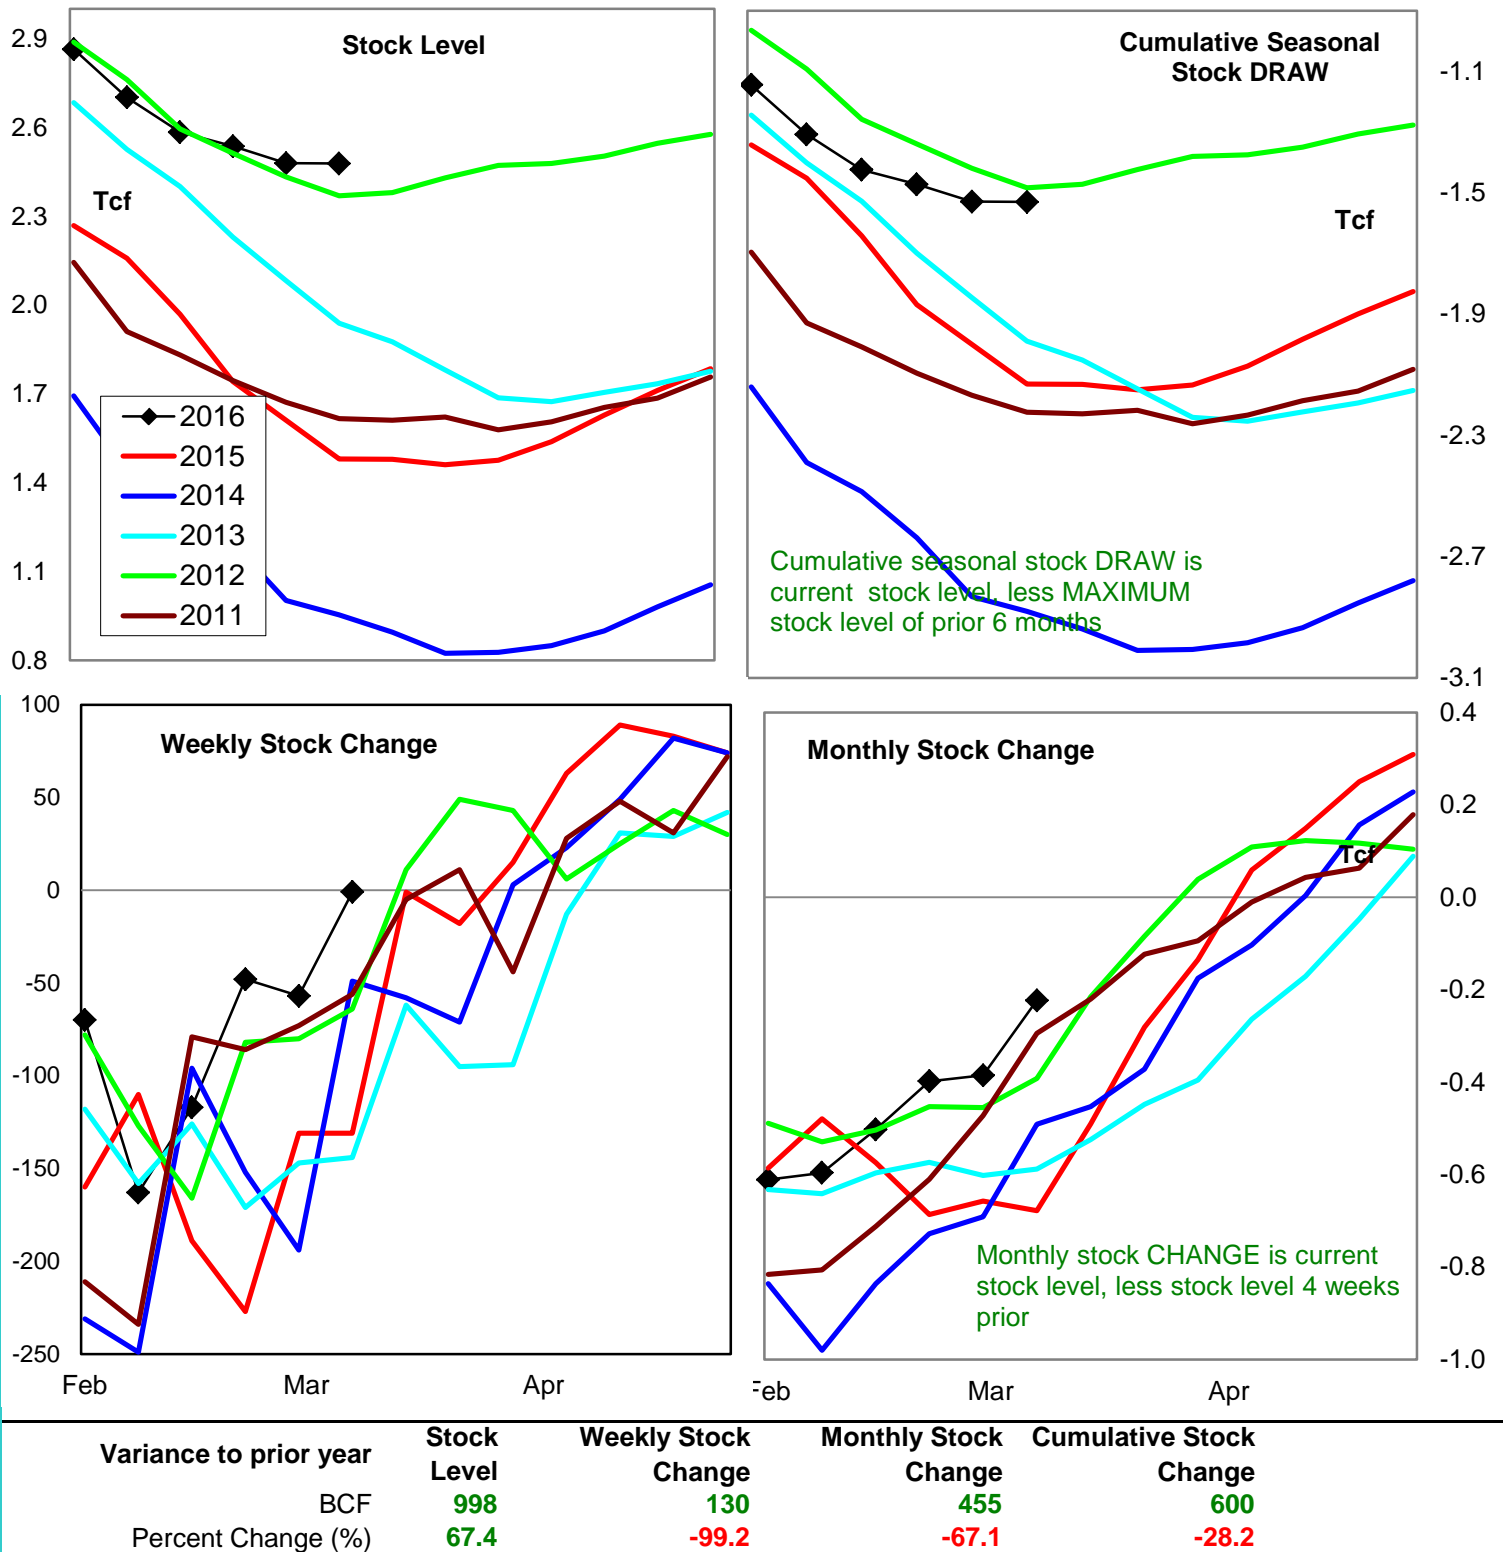 Stock Level
2.9
2.6
2.3
2.0
1.7
1.4
1.1
0.8
Tcf
2016
2015
2014
2013
2012
2011
Cumulative Seasonal
Stock DRAW
-1.1
-1.5
-1.9
-2.3
-2.7
-3.1
Tcf
Cumulative seasonal stock DRAW is
current stock level, less MAXIMUM
stock level of prior 6 months
Weekly Stock Change
100
50
0
-50
-100
-150
-200
-250
Feb Mar Apr
Monthly Stock Change
0.4
0.2
0.0
-0.2
-0.4
-0.6
-0.8
-1.0
Tcf
Monthly stock CHANGE is current
stock level, less stock level 4 weeks
prior
Feb Mar Apr
Variance to prior year
Stock
Level
Weekly Stock
Change
Monthly Stock
Change
Cumulative Stock
Change
BCF 998 130 455 600
Percent Change (%) 67.4 -99.2 -67.1 -28.2